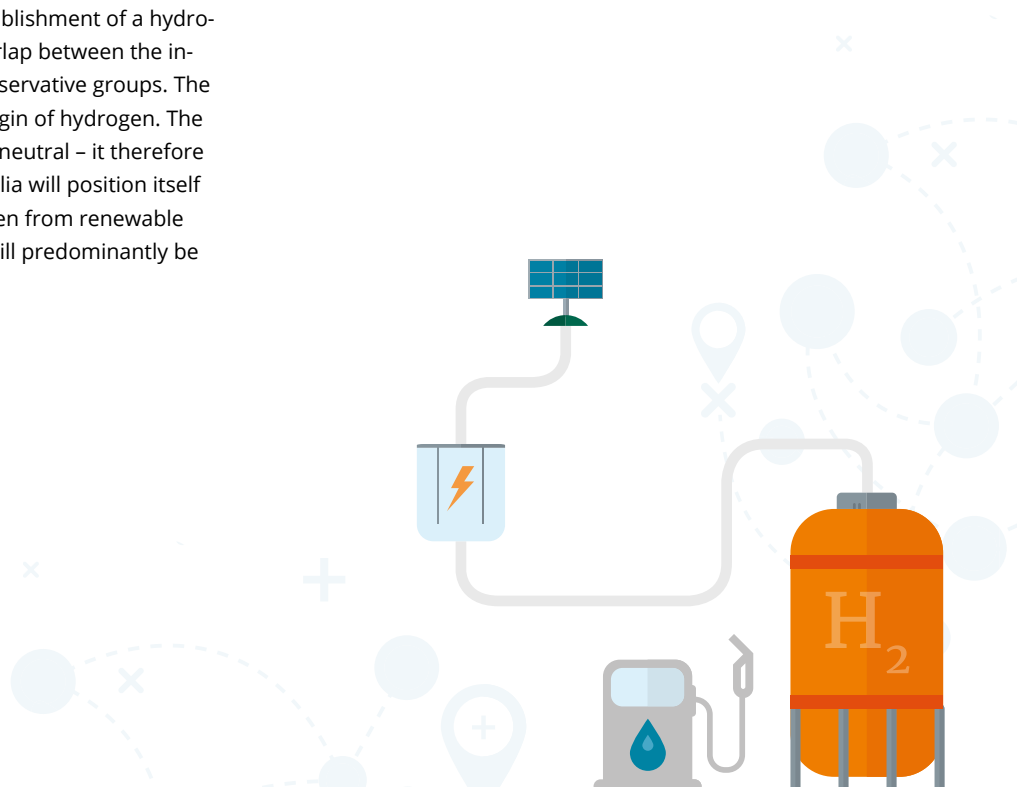 blishment of a hydro-
rlap between the in-
servative groups. The
gin of hydrogen. The
neutral – it therefore
lia will position itself
en from renewable
ill predominantly be
H₂